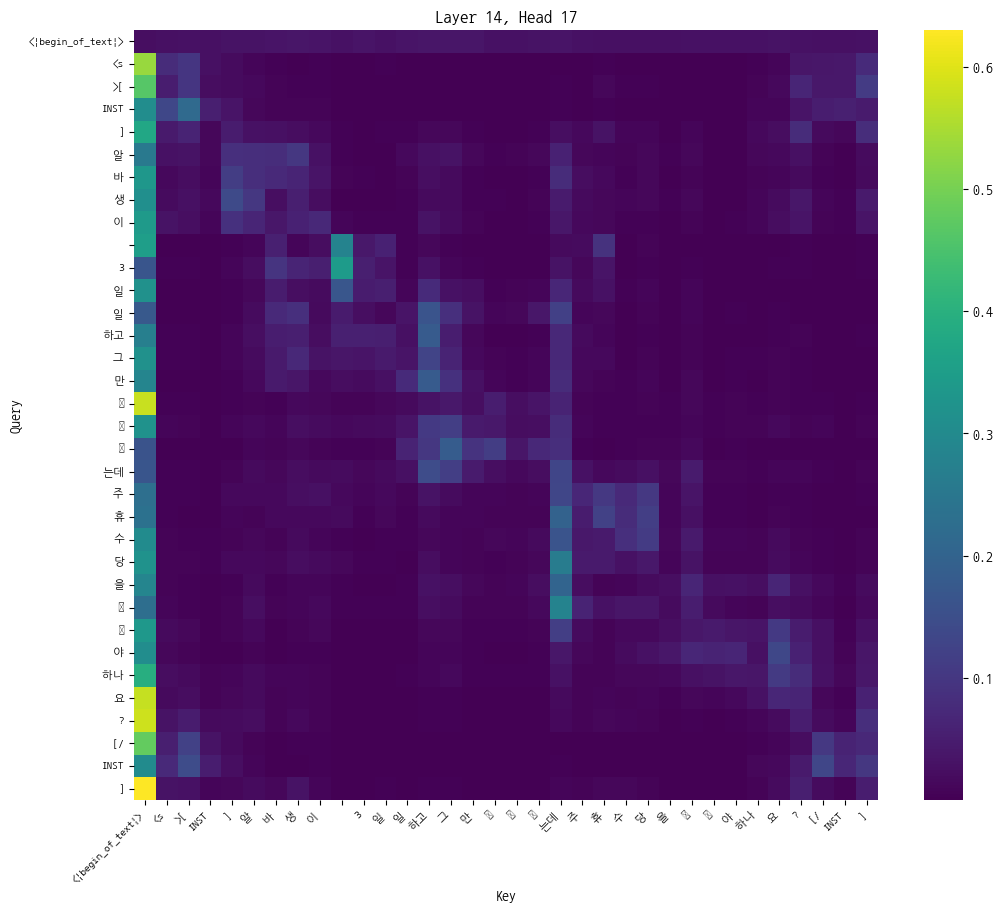 Layer 14, Head 17
<|begin_of_text|>
<s
>[
INST
]
알
바
생
이
3
일
일
하고
그
만
는데
주
휴
수
당
을
야
하나
요
?
[/
INST
]
Query
0.6
0.5
0.4
0.3
0.2
0.1
<|begin_of_text|> <s >[ INST ] 알 바 생 이 3 일 일 하고 그 만 는데 주 휴 수 당 을 야 하나 요 ? [/ INST ]
Key